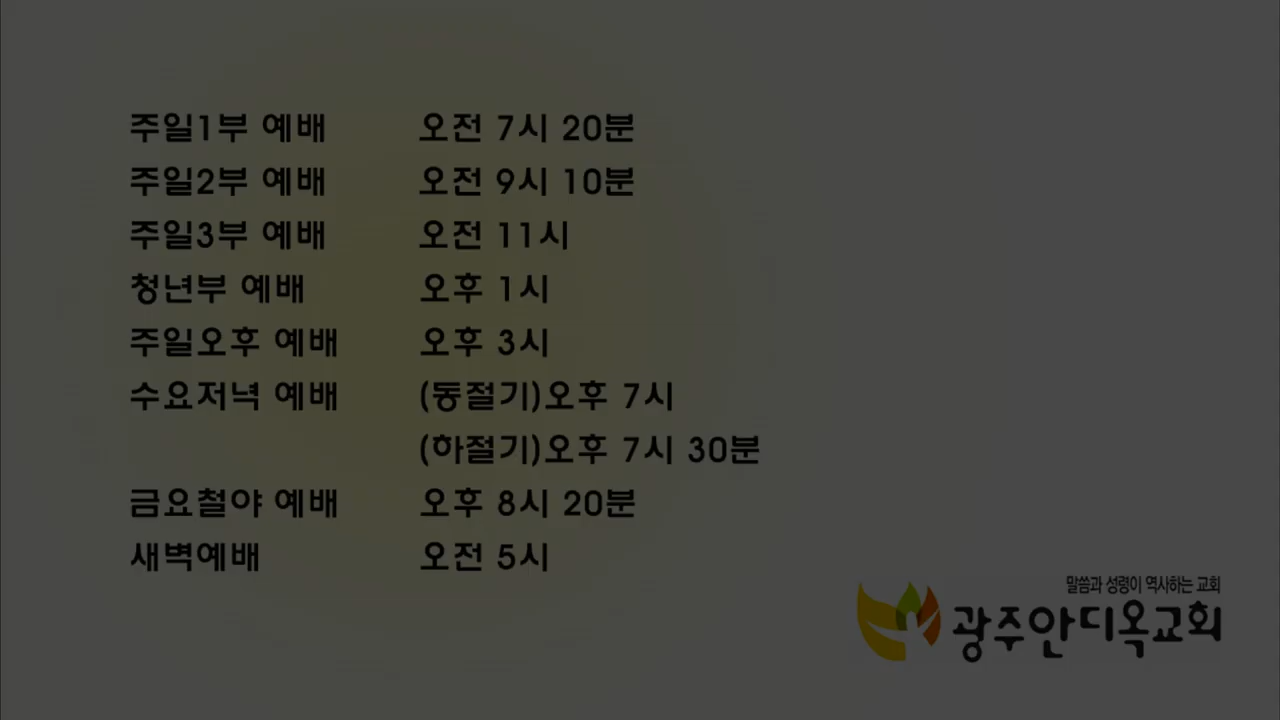 주일1부 예배 오전 7시 20분
주일2부 예배 오전 9시 10분
주일3부 예배 오전 11시
청년부 예배 오후 1시
주일오후 예배 오후 3시
수요저녁 예배 (동절기)오후 7시
(하절기)오후 7시 30분
금요철야 예배 오후 8시 20분
새벽예배 오전 5시
말씀과 성령이 역사하는 교회
광주안디옥교회